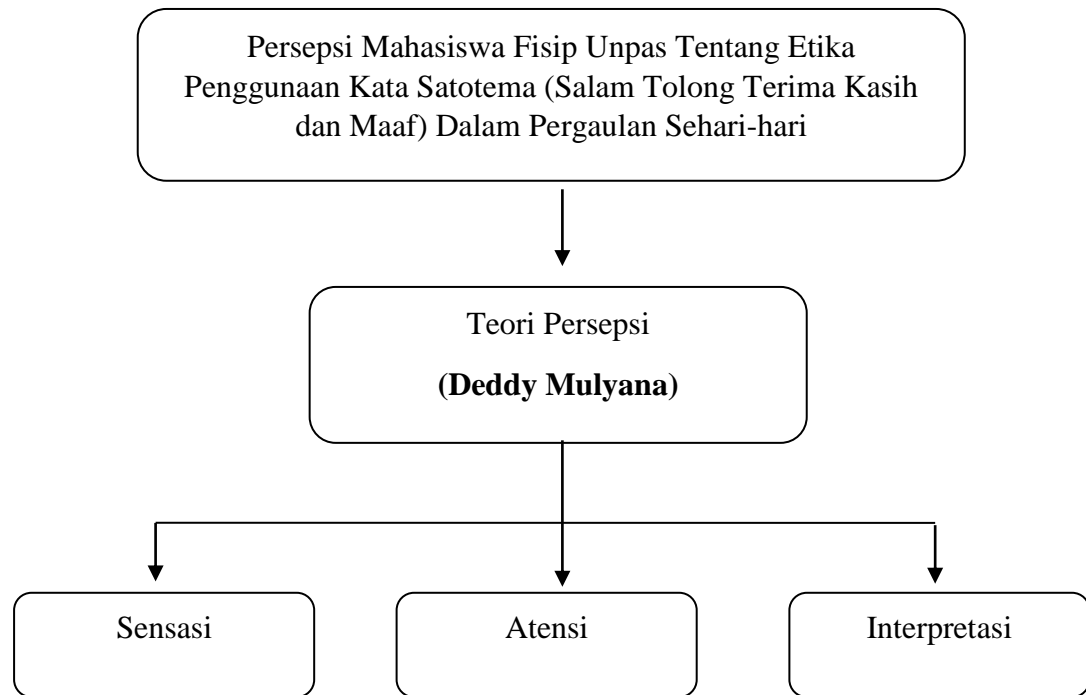 Persepsi Mahasiswa Fisip Unpas Tentang Etika
Penggunaan Kata Satotema (Salam Tolong Terima Kasih
dan Maaf) Dalam Pergaulan Sehari-hari
Teori Persepsi
(Deddy Mulyana)
Sensasi
Atensi
Interpretasi